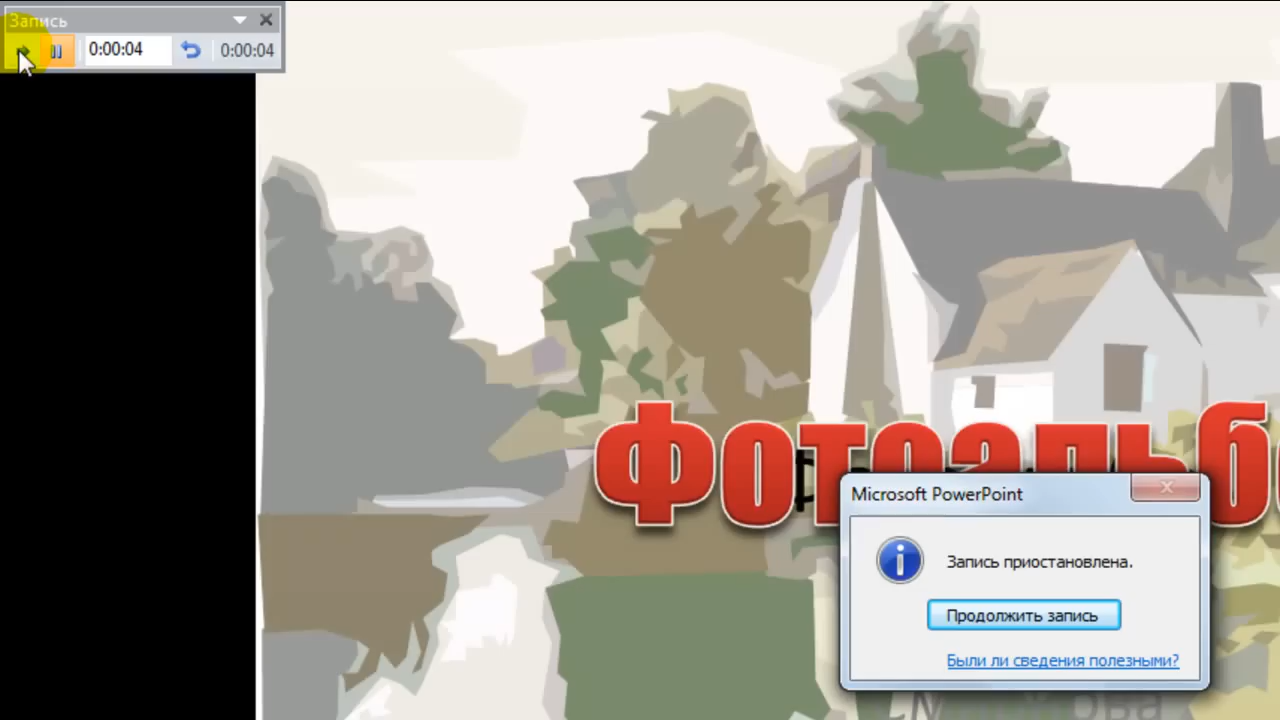 Запись
0:00:04 0:00:04
Фотоальб
Microsoft PowerPoint
Запись приостановлена.
Продолжить запись
Были ли сведения полезными?